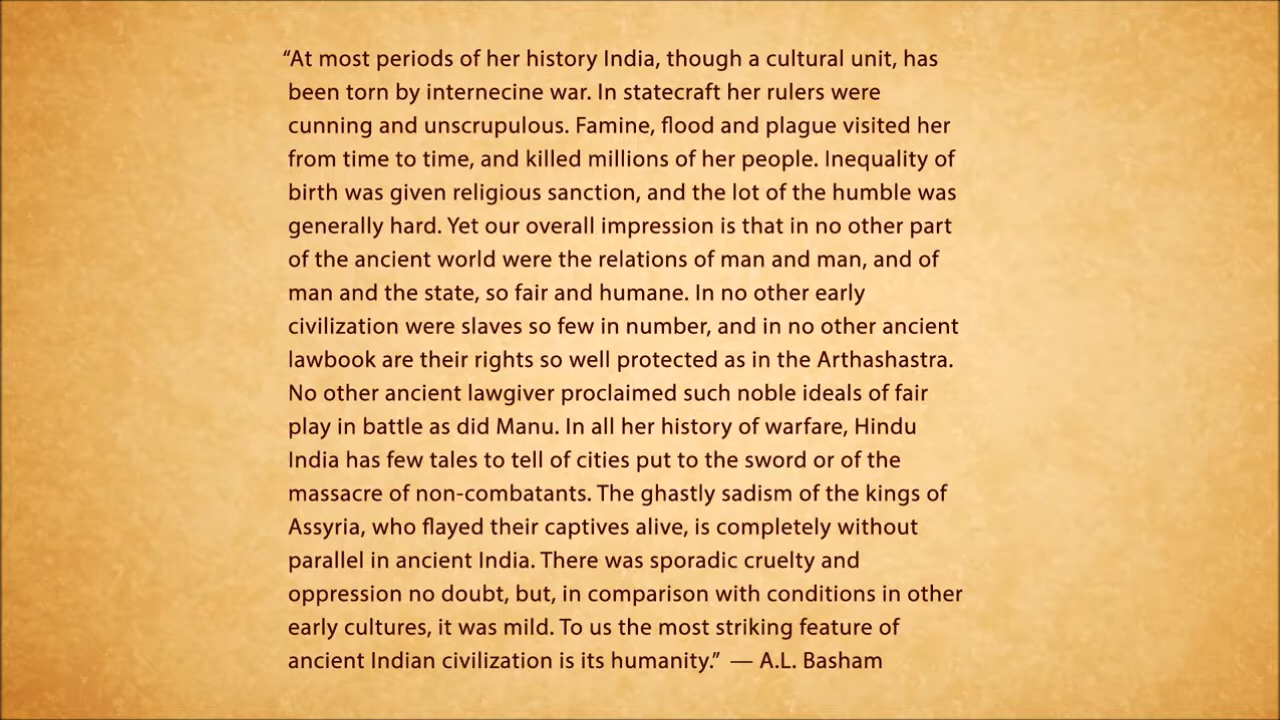 “At most periods of her history India, though a cultural unit, has
been torn by internecine war. In statecraft her rulers were
cunning and unscrupulous. Famine, flood and plague visited her
from time to time, and killed millions of her people. Inequality of
birth was given religious sanction, and the lot of the humble was
generally hard. Yet our overall impression is that in no other part
of the ancient world were the relations of man and man, and of
man and the state, so fair and humane. In no other early
civilization were slaves so few in number, and in no other ancient
lawbook are their rights so well protected as in the Arthashastra.
No other ancient lawgiver proclaimed such noble ideals of fair
play in battle as did Manu. In all her history of warfare, Hindu
India has few tales to tell of cities put to the sword or of the
massacre of non-combatants. The ghastly sadism of the kings of
Assyria, who flayed their captives alive, is completely without
parallel in ancient India. There was sporadic cruelty and
oppression no doubt, but, in comparison with conditions in other
early cultures, it was mild. To us the most striking feature of
ancient Indian civilization is its humanity.” — A.L. Basham